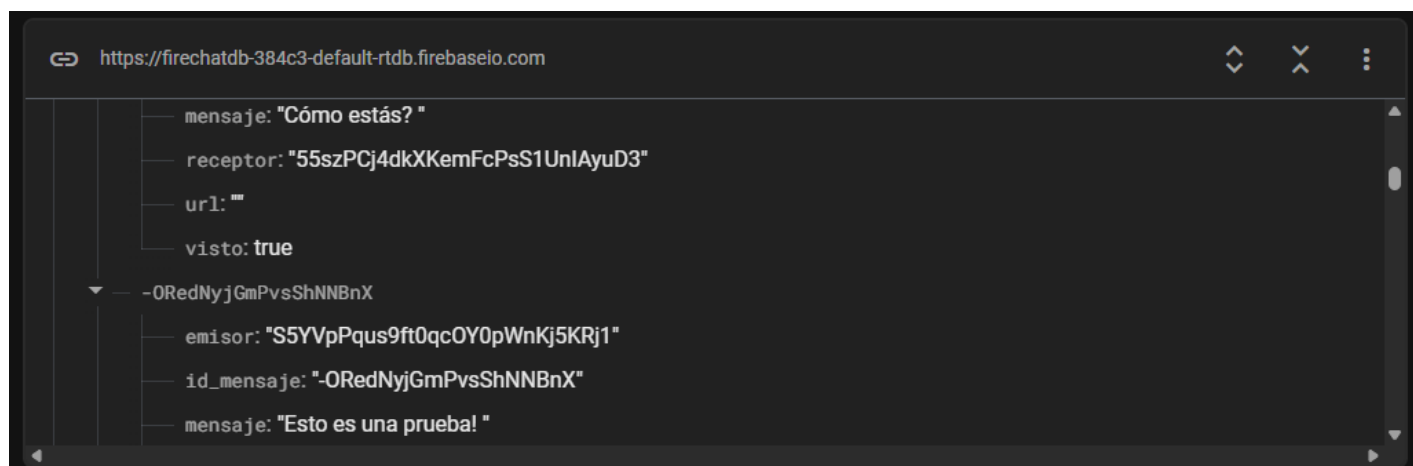 https://firechatdb-384c3-default-rtdb.firebaseio.com
mensaje: "Cómo estás? "
receptor: "55szPCj4dkXKemFcPsS1UnIAyuD3"
url: ""
visto: true
-ORedNyjGmPvsShNNBnX
emisor: "S5YVpPqus9ft0qcOY0pWnKj5KRj1"
id_mensaje: "-ORedNyjGmPvsShNNBnX"
mensaje: "Esto es una prueba! "